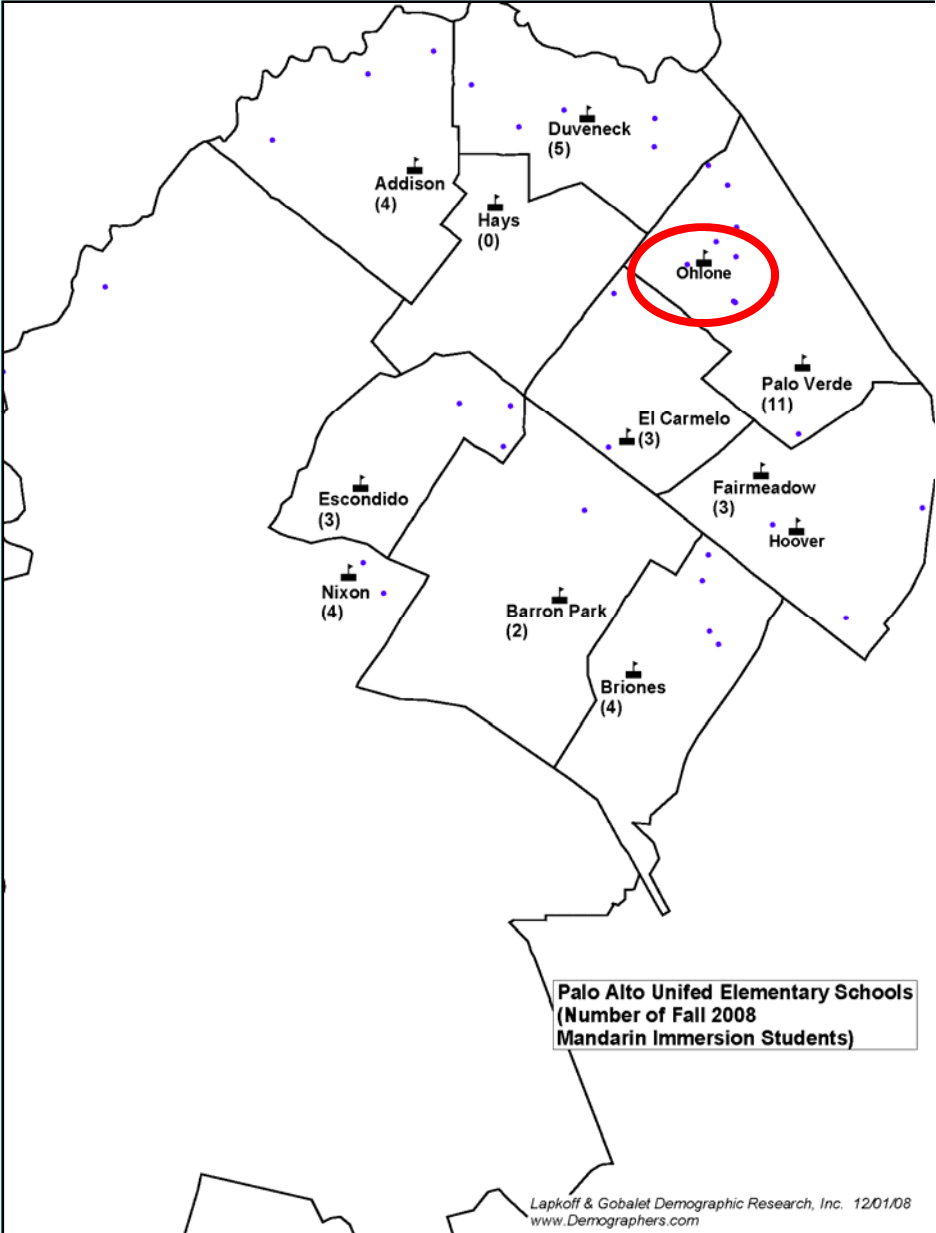 Duveneck
(5)
Addison
(4)
Hays
(0)
Ohlone
Palo Verde
(11)
El Carmelo
(3)
Escondido
(3)
Fairmeadow
(3)
Hoover
Nixon
(4)
Barron Park
(2)
Briones
(4)
Palo Alto Unifed Elementary Schools
(Number of Fall 2008
Mandarin Immersion Students)
Lapkoff & Gobalet Demographic Research, Inc. 12/01/08
www.Demographers.com